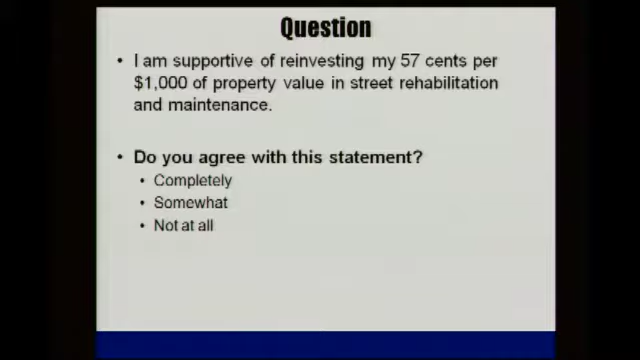 Question
• I am supportive of reinvesting my 57 cents per
$1,000 of property value in street rehabilitation
and maintenance.
• Do you agree with this statement?
• Completely
• Somewhat
• Not at all